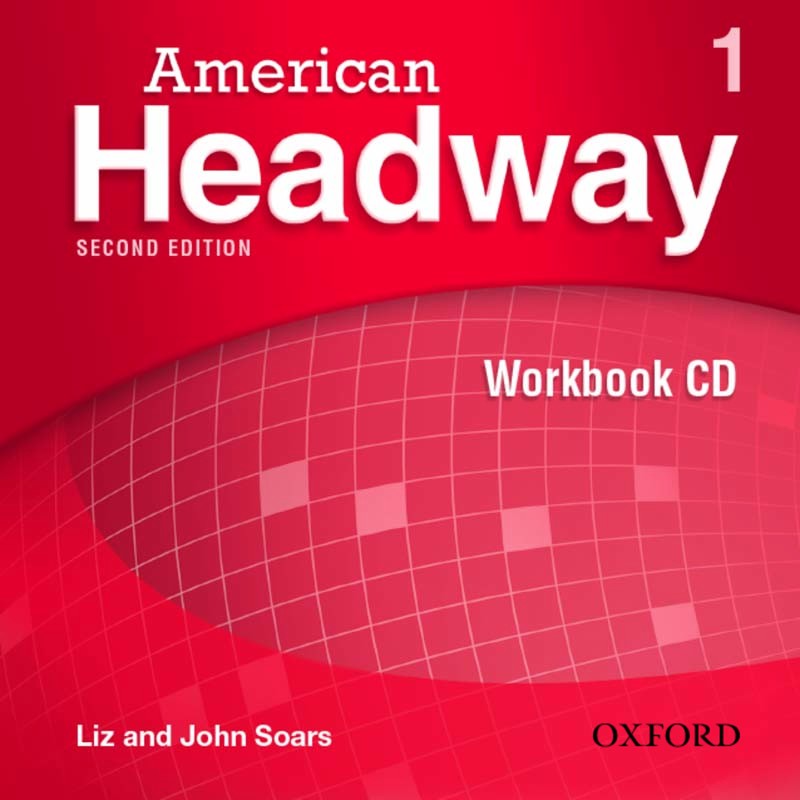 1
American
Headway
SECOND EDITION
Workbook CD
Liz and John Soars
OXFORD